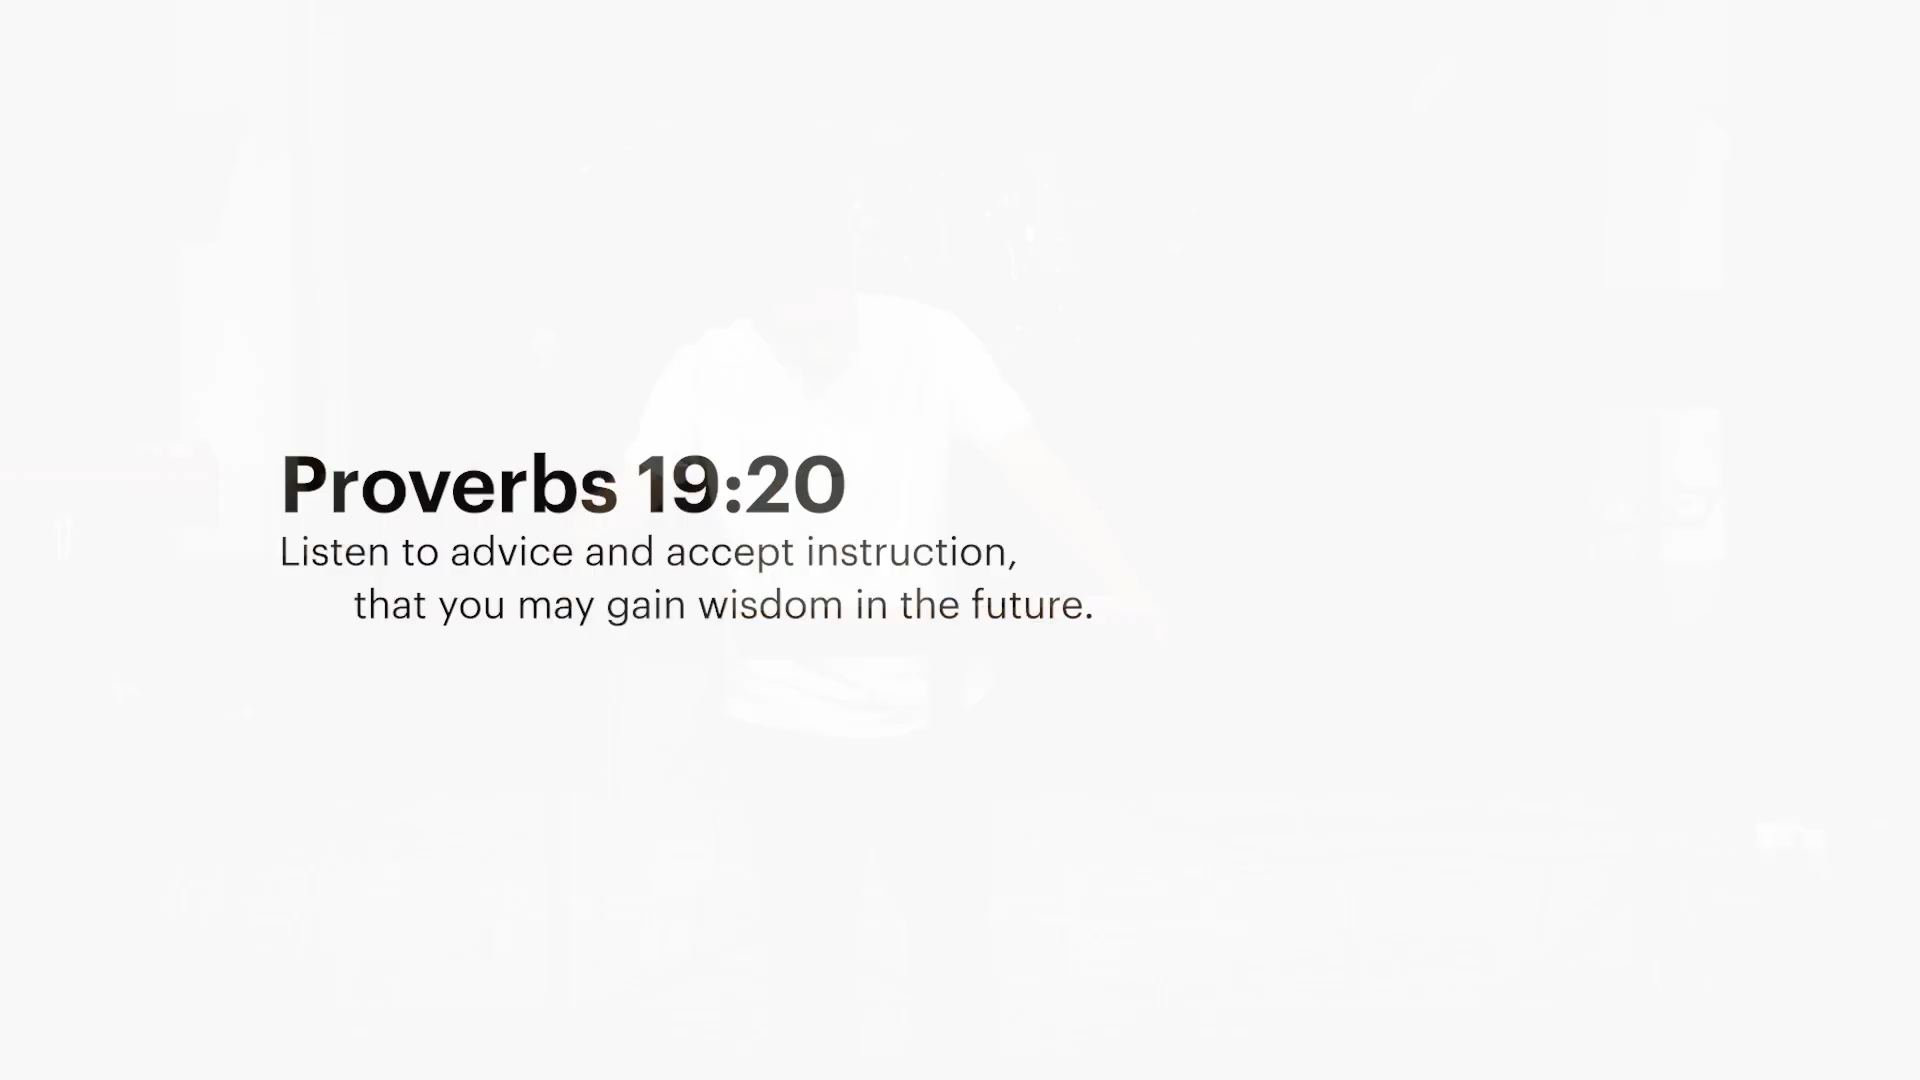 Proverbs 19:20
Listen to advice and accept instruction,
that you may gain wisdom in the future.